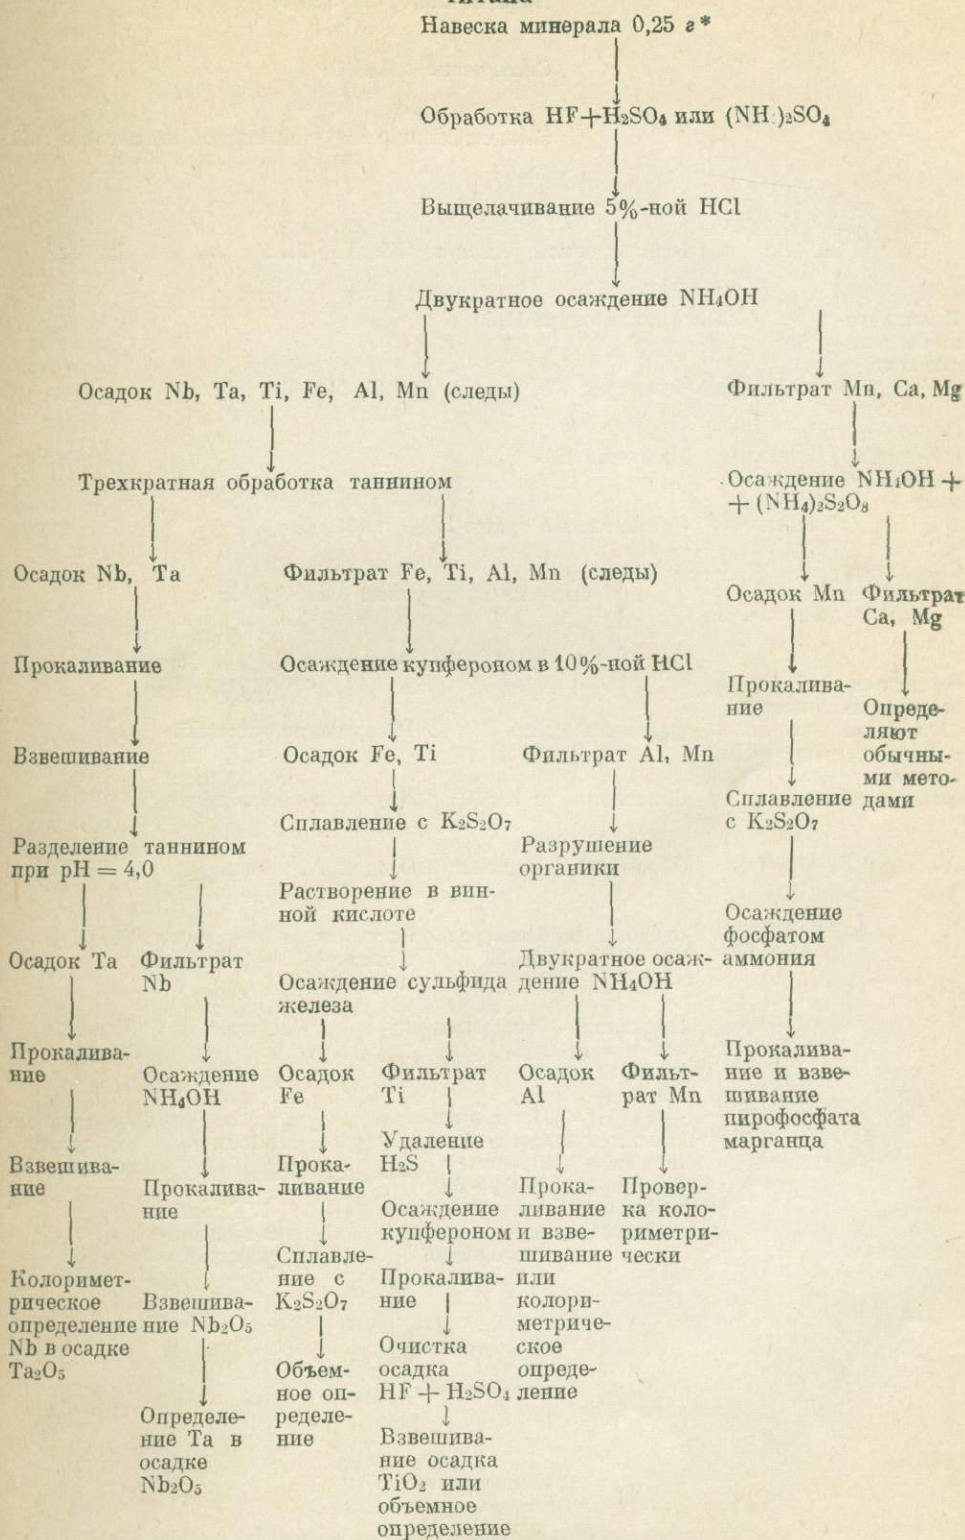 Навеска минерала 0,25 г*
Обработка HF+H₂SO₄ или (NH )₂SO₄
Выщелачивание 5%-ной HCl
Двукратное осаждение NH₄OH
Осадок Nb, Ta, Ti, Fe, Al, Mn (следы)
Фильтрат Mn, Ca, Mg
Трехкратная обработка таннином
Осаждение NH₄OH +
+ (NH₄)₂S₂O₈
Осадок Nb, Ta
Фильтрат Fe, Ti, Al, Mn (следы)
Осадок Mn
Фильтрат
Ca, Mg
Прокаливание
Осаждение купфероном в 10%-ной HCl
Прокалива-
ние
Опреде-
ляют
обычны-
ми мето-
дами
Взвешивание
Осадок Fe, Ti
Фильтрат Al, Mn
Сплавление
с K₂S₂O₇
Сплавление с K₂S₂O₇
Разделение таннином
при pH = 4,0
Разрушение
органики
Растворение в вин-
ной кислоте
Осаждение
фосфатом
аммония
Осадок Ta
Фильтрат
Nb
Осаждение сульфида
железа
Двукратное осаж-
дение NH₄OH
Прокалива-
ние
Осаждение
NH₄OH
Осадок
Fe
Фильтрат
Ti
Осадок
Al
Фильт-
рат Mn
Прокалива-
ние и взве-
шивание
пирофосфата
марганца
Взвешива-
ние
Прокалива-
ние
Прока-
ливание
Удаление
H₂S
Осаждение
купфероном
Прока-
ливание
и взве-
шивание
или
колори-
метриче-
ское
опреде-
ление
Провер-
ка коло-
риметри-
чески
Колоримет-
рическое
определение
Nb в осадке
Ta₂O₅
Взвешива-
ние Nb₂O₅
Сплавле-
ние с
K₂S₂O₇
Прокалива-
ние
Объем-
ное оп-
ределе-
ние
Очистка
осадка
HF + H₂SO₄
Определе-
ние Ta в
осадке
Nb₂O₅
Взвешива-
ние осадка
TiO₂ или
объемное
определение